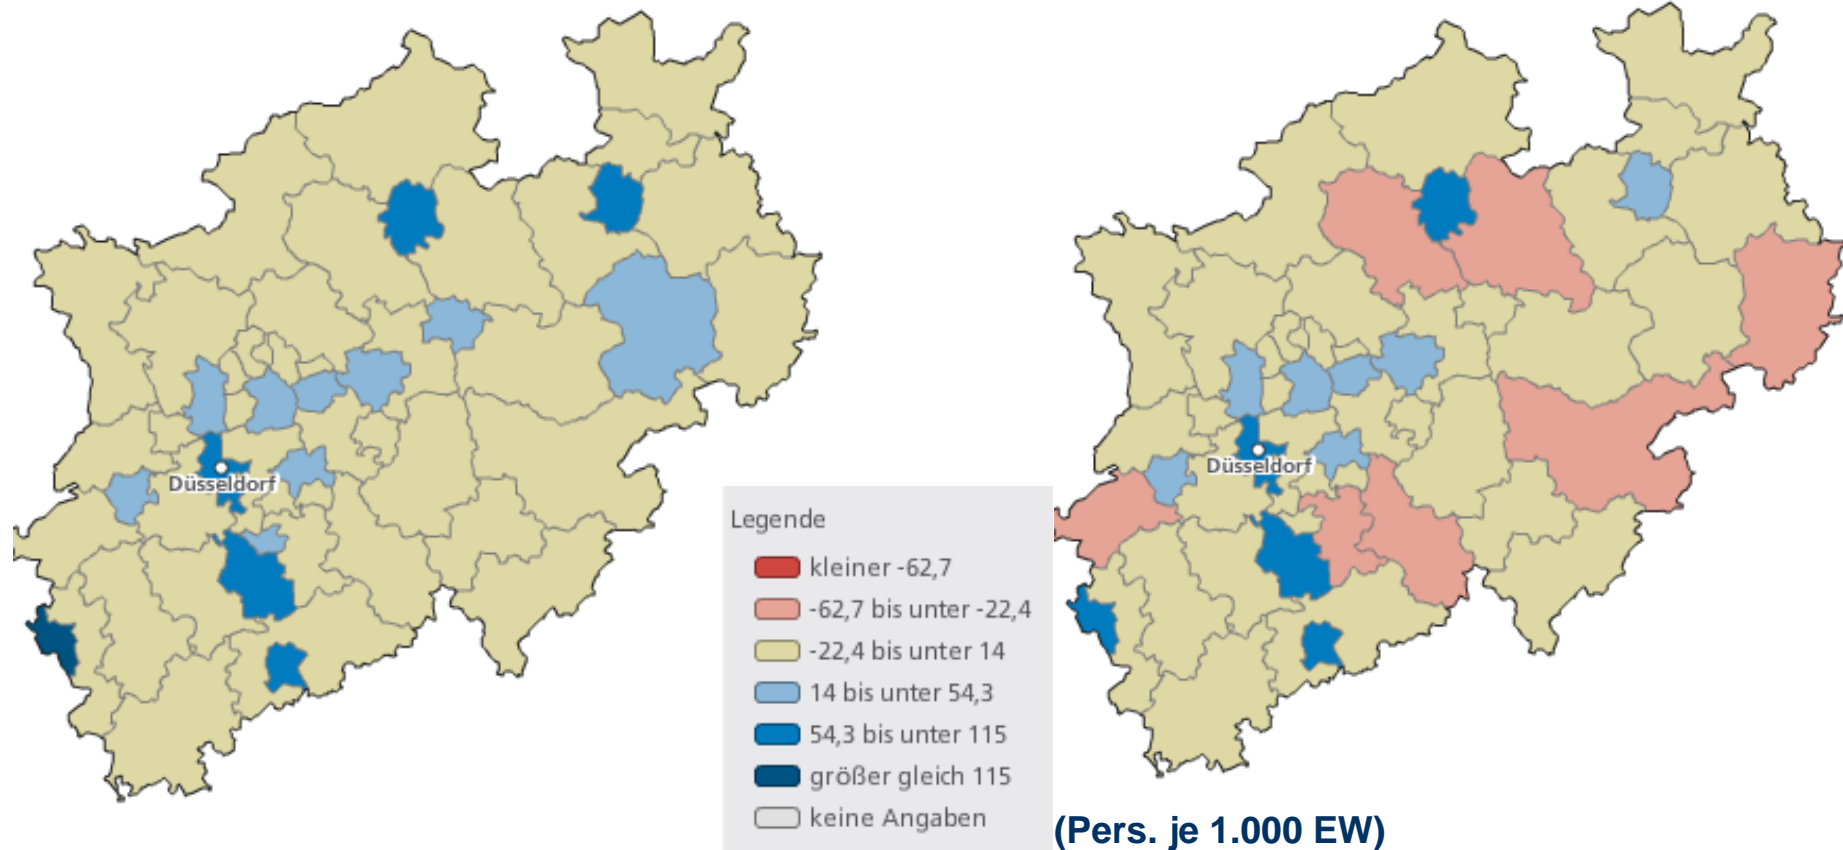 Düsseldorf
Düsseldorf
Legende
kleiner -62,7
-62,7 bis unter -22,4
-22,4 bis unter 14
14 bis unter 54,3
54,3 bis unter 115
größer gleich 115
keine Angaben
(Pers. je 1.000 EW)